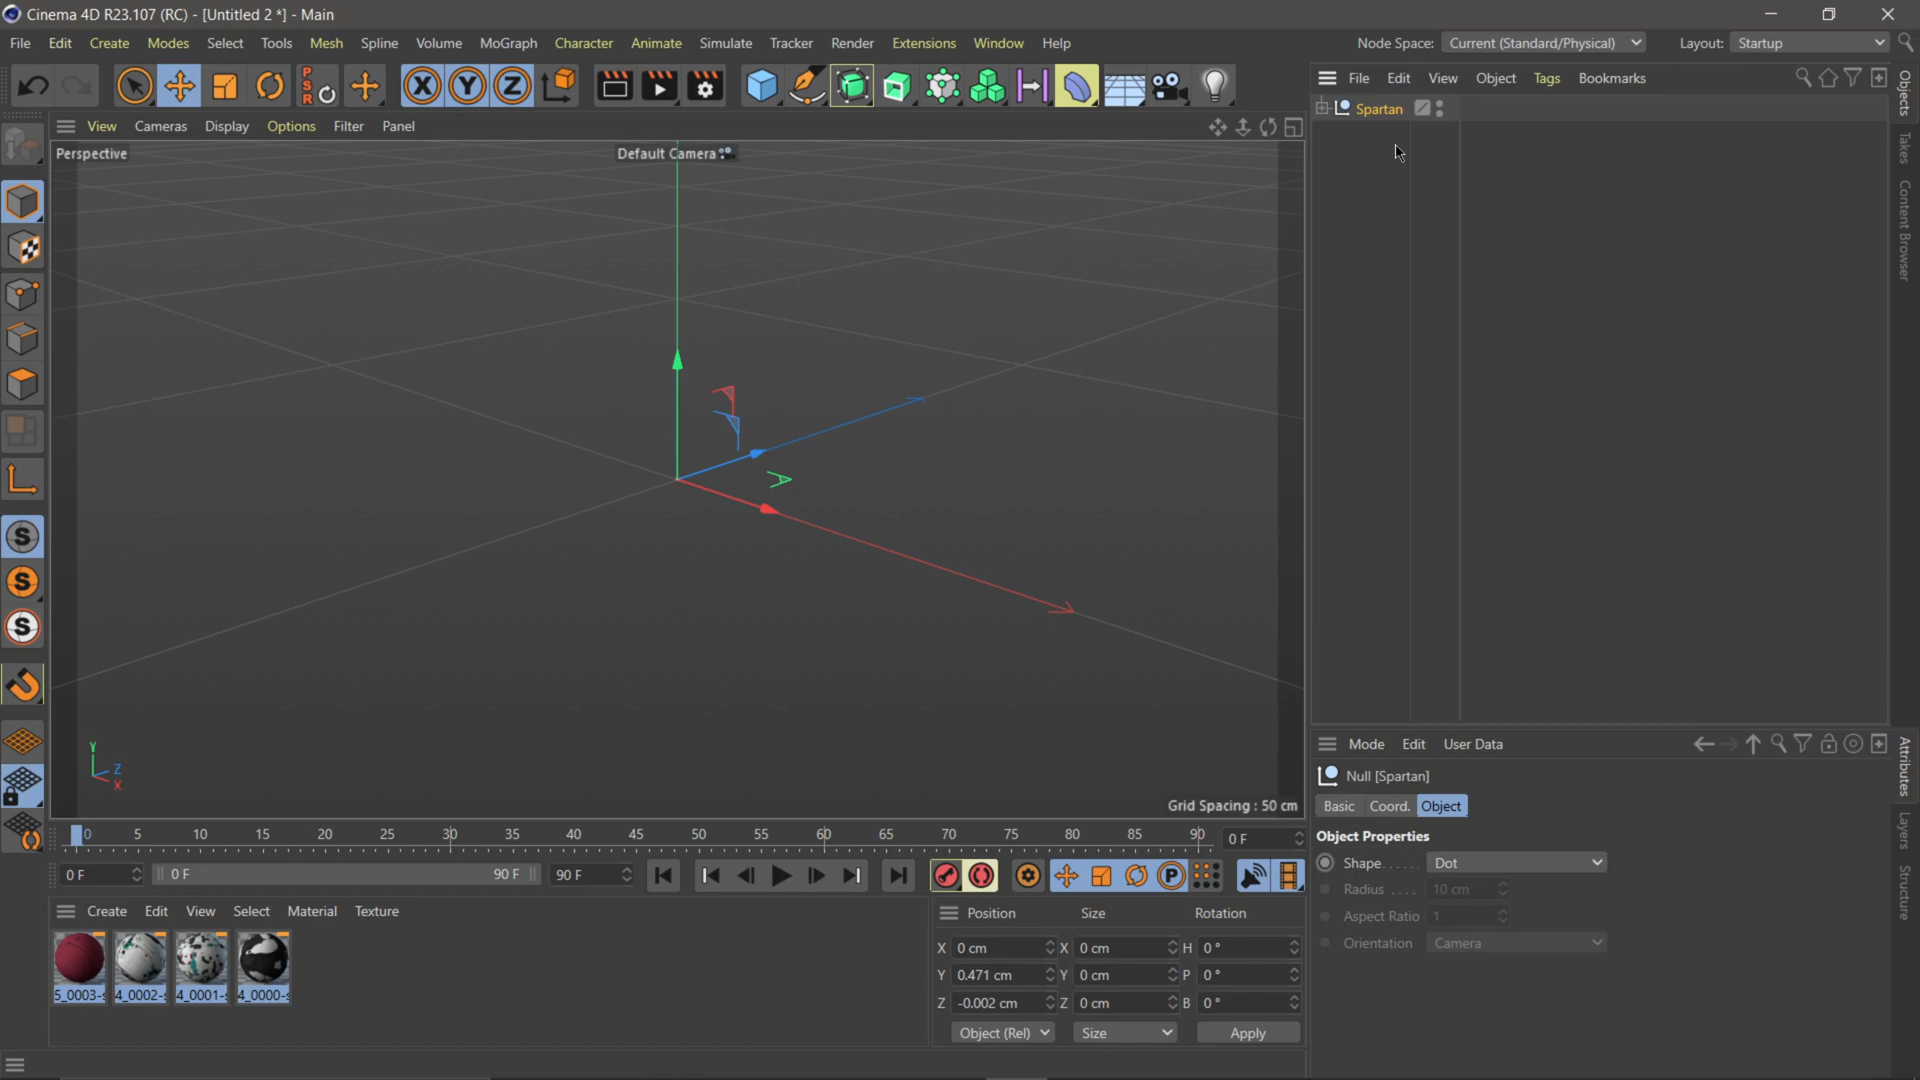 Cinema 4D R23.107 (RC) - [Untitled 2 *] - Main
File Edit Create Modes Select Tools Mesh Spline Volume MoGraph Character Animate Simulate Tracker Render Extensions Window Help Node Space: Current (Standard/Physical) Layout: Startup
P S R X Y Z
File Edit View Object Tags Bookmarks
Objects
Takes
Content Browser
Spartan
View Cameras Display Options Filter Panel
Perspective Default Camera
S
S
S
Y
Z
X
Grid Spacing : 50 cm
0 5 10 15 20 25 30 35 40 45 50 55 60 65 70 75 80 85 90 0 F
0 F 0 F 90 F 90 F P
Create Edit View Select Material Texture
5_0003-s 4_0002- 4_0001- 4_0000-s
Position Size Rotation
X 0 cm X 0 cm H 0 °
Y 0.471 cm Y 0 cm P 0 °
Z -0.002 cm Z 0 cm B 0 °
Object (Rel) Size Apply
Mode Edit User Data
Attributes
Layers
Structure
Null [Spartan]
Basic Coord. Object
Object Properties
Shape...... Dot
Radius .... 10 cm
Aspect Ratio 1
Orientation Camera